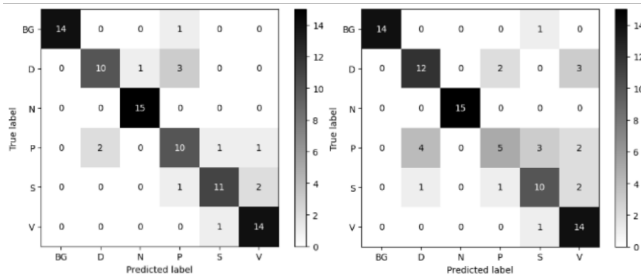 BG 14 0 0 1 0 0
D 0 10 1 3 0 0
N 0 0 15 0 0 0
P 0 2 0 10 1 1
S 0 0 0 1 11 2
V 0 0 0 0 1 14
BG D N P S V
True label
Predicted label
14
12
10
8
6
4
2
0
BG 14 0 0 0 1 0
D 0 12 0 2 0 3
N 0 0 15 0 0 0
P 0 4 0 5 3 2
S 0 1 0 1 10 2
V 0 0 0 0 1 14
BG D N P S V
True label
Predicted label
14
12
10
8
6
4
2
0